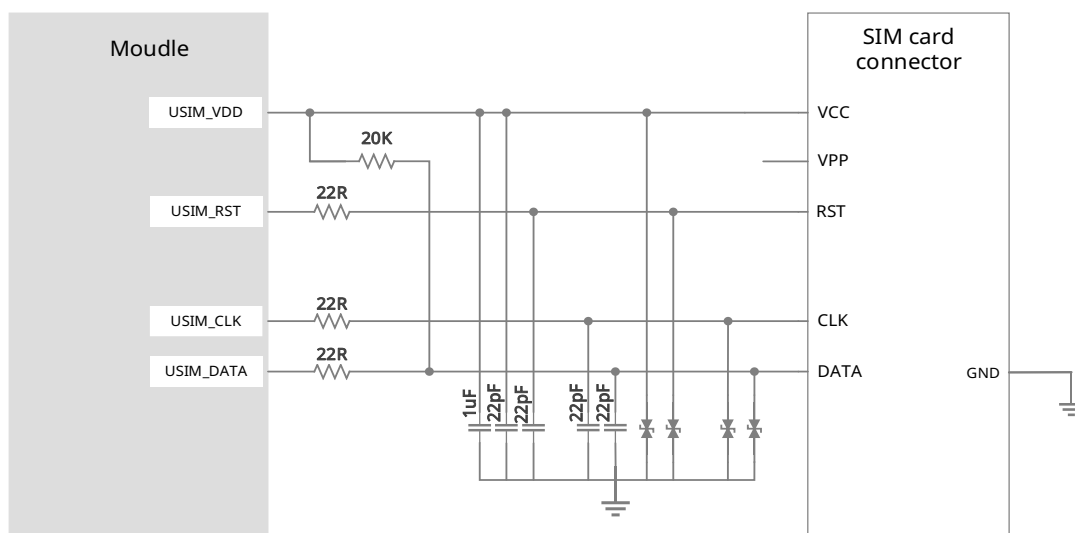 Moudle
SIM card
connector
USIM_VDD
VCC
20K
VPP
22R
USIM_RST
RST
22R
USIM_CLK
CLK
22R
USIM_DATA
DATA
GND
1uF
22pF
22pF
22pF
22pF